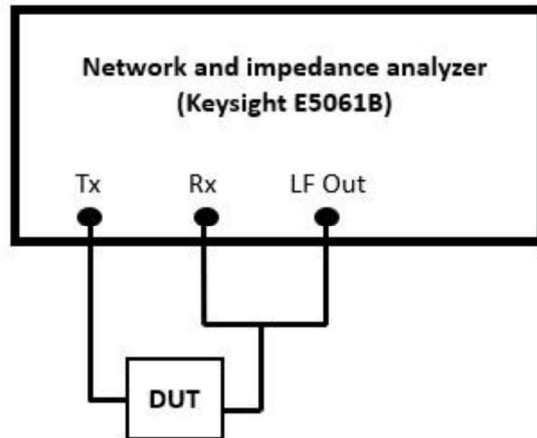 Network and impedance analyzer
(Keysight E5061B)
Tx Rx LF Out
DUT